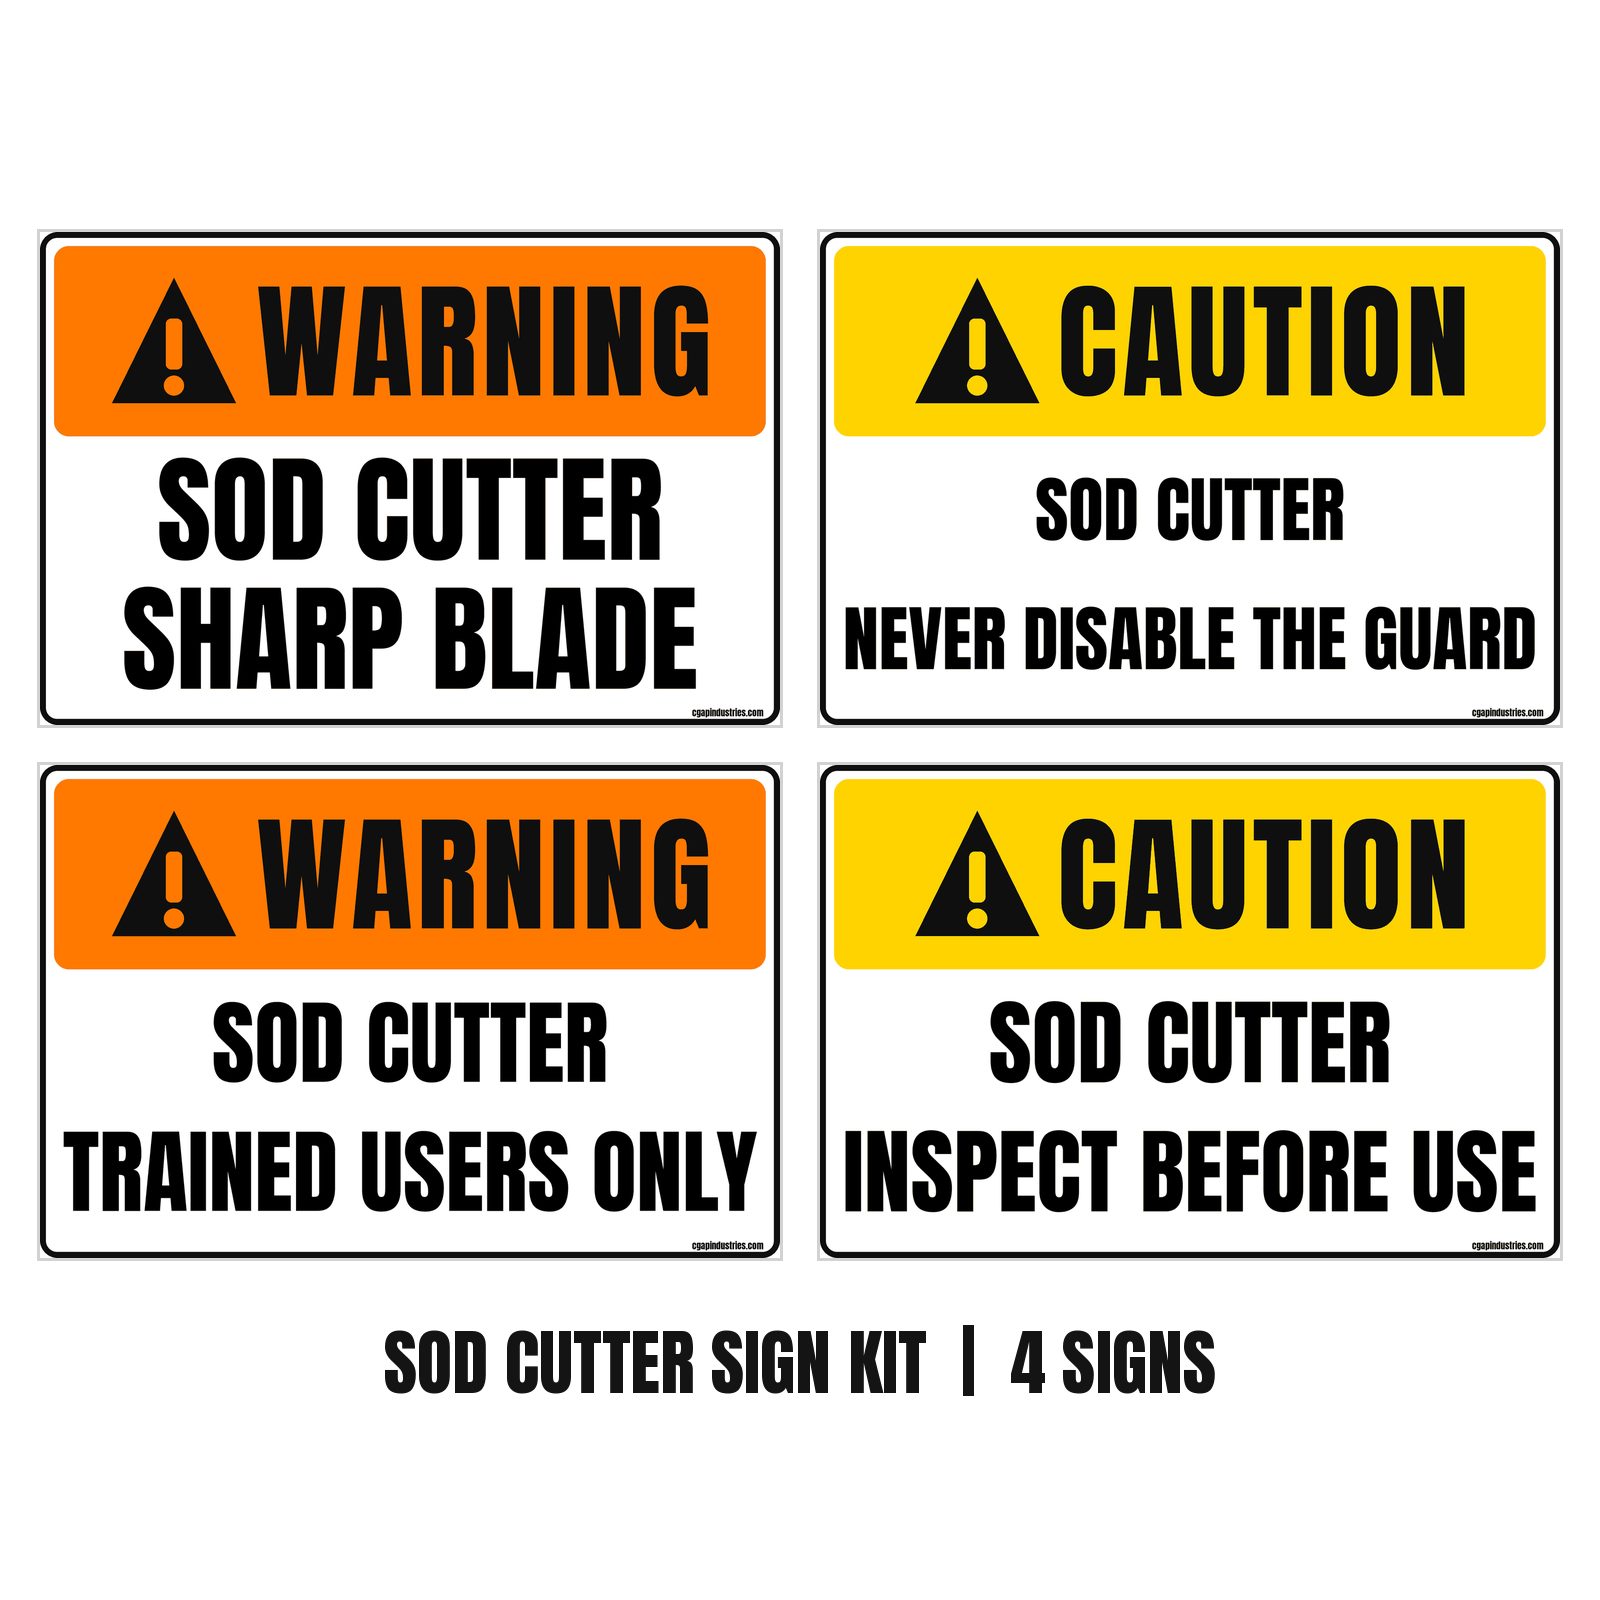 WARNING
SOD CUTTER
SHARP BLADE
cgapindustries.com
CAUTION
SOD CUTTER
NEVER DISABLE THE GUARD
cgapindustries.com
WARNING
SOD CUTTER
TRAINED USERS ONLY
cgapindustries.com
CAUTION
SOD CUTTER
INSPECT BEFORE USE
cgapindustries.com
SOD CUTTER SIGN KIT | 4 SIGNS